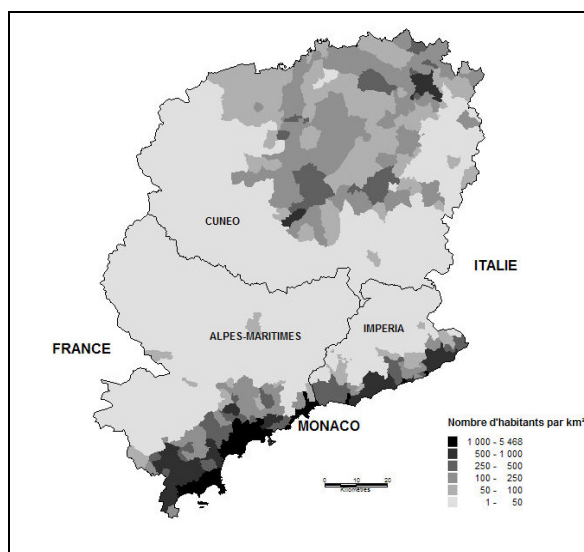 CUNEO
ITALIE
ALPES-MARITIMES
IMPERIA
FRANCE
MONACO
Nombre d'habitants par km²
1 000 - 5 468
500 - 1 000
250 - 500
100 - 250
50 - 100
1 - 50
0 10 20
Kilomètres